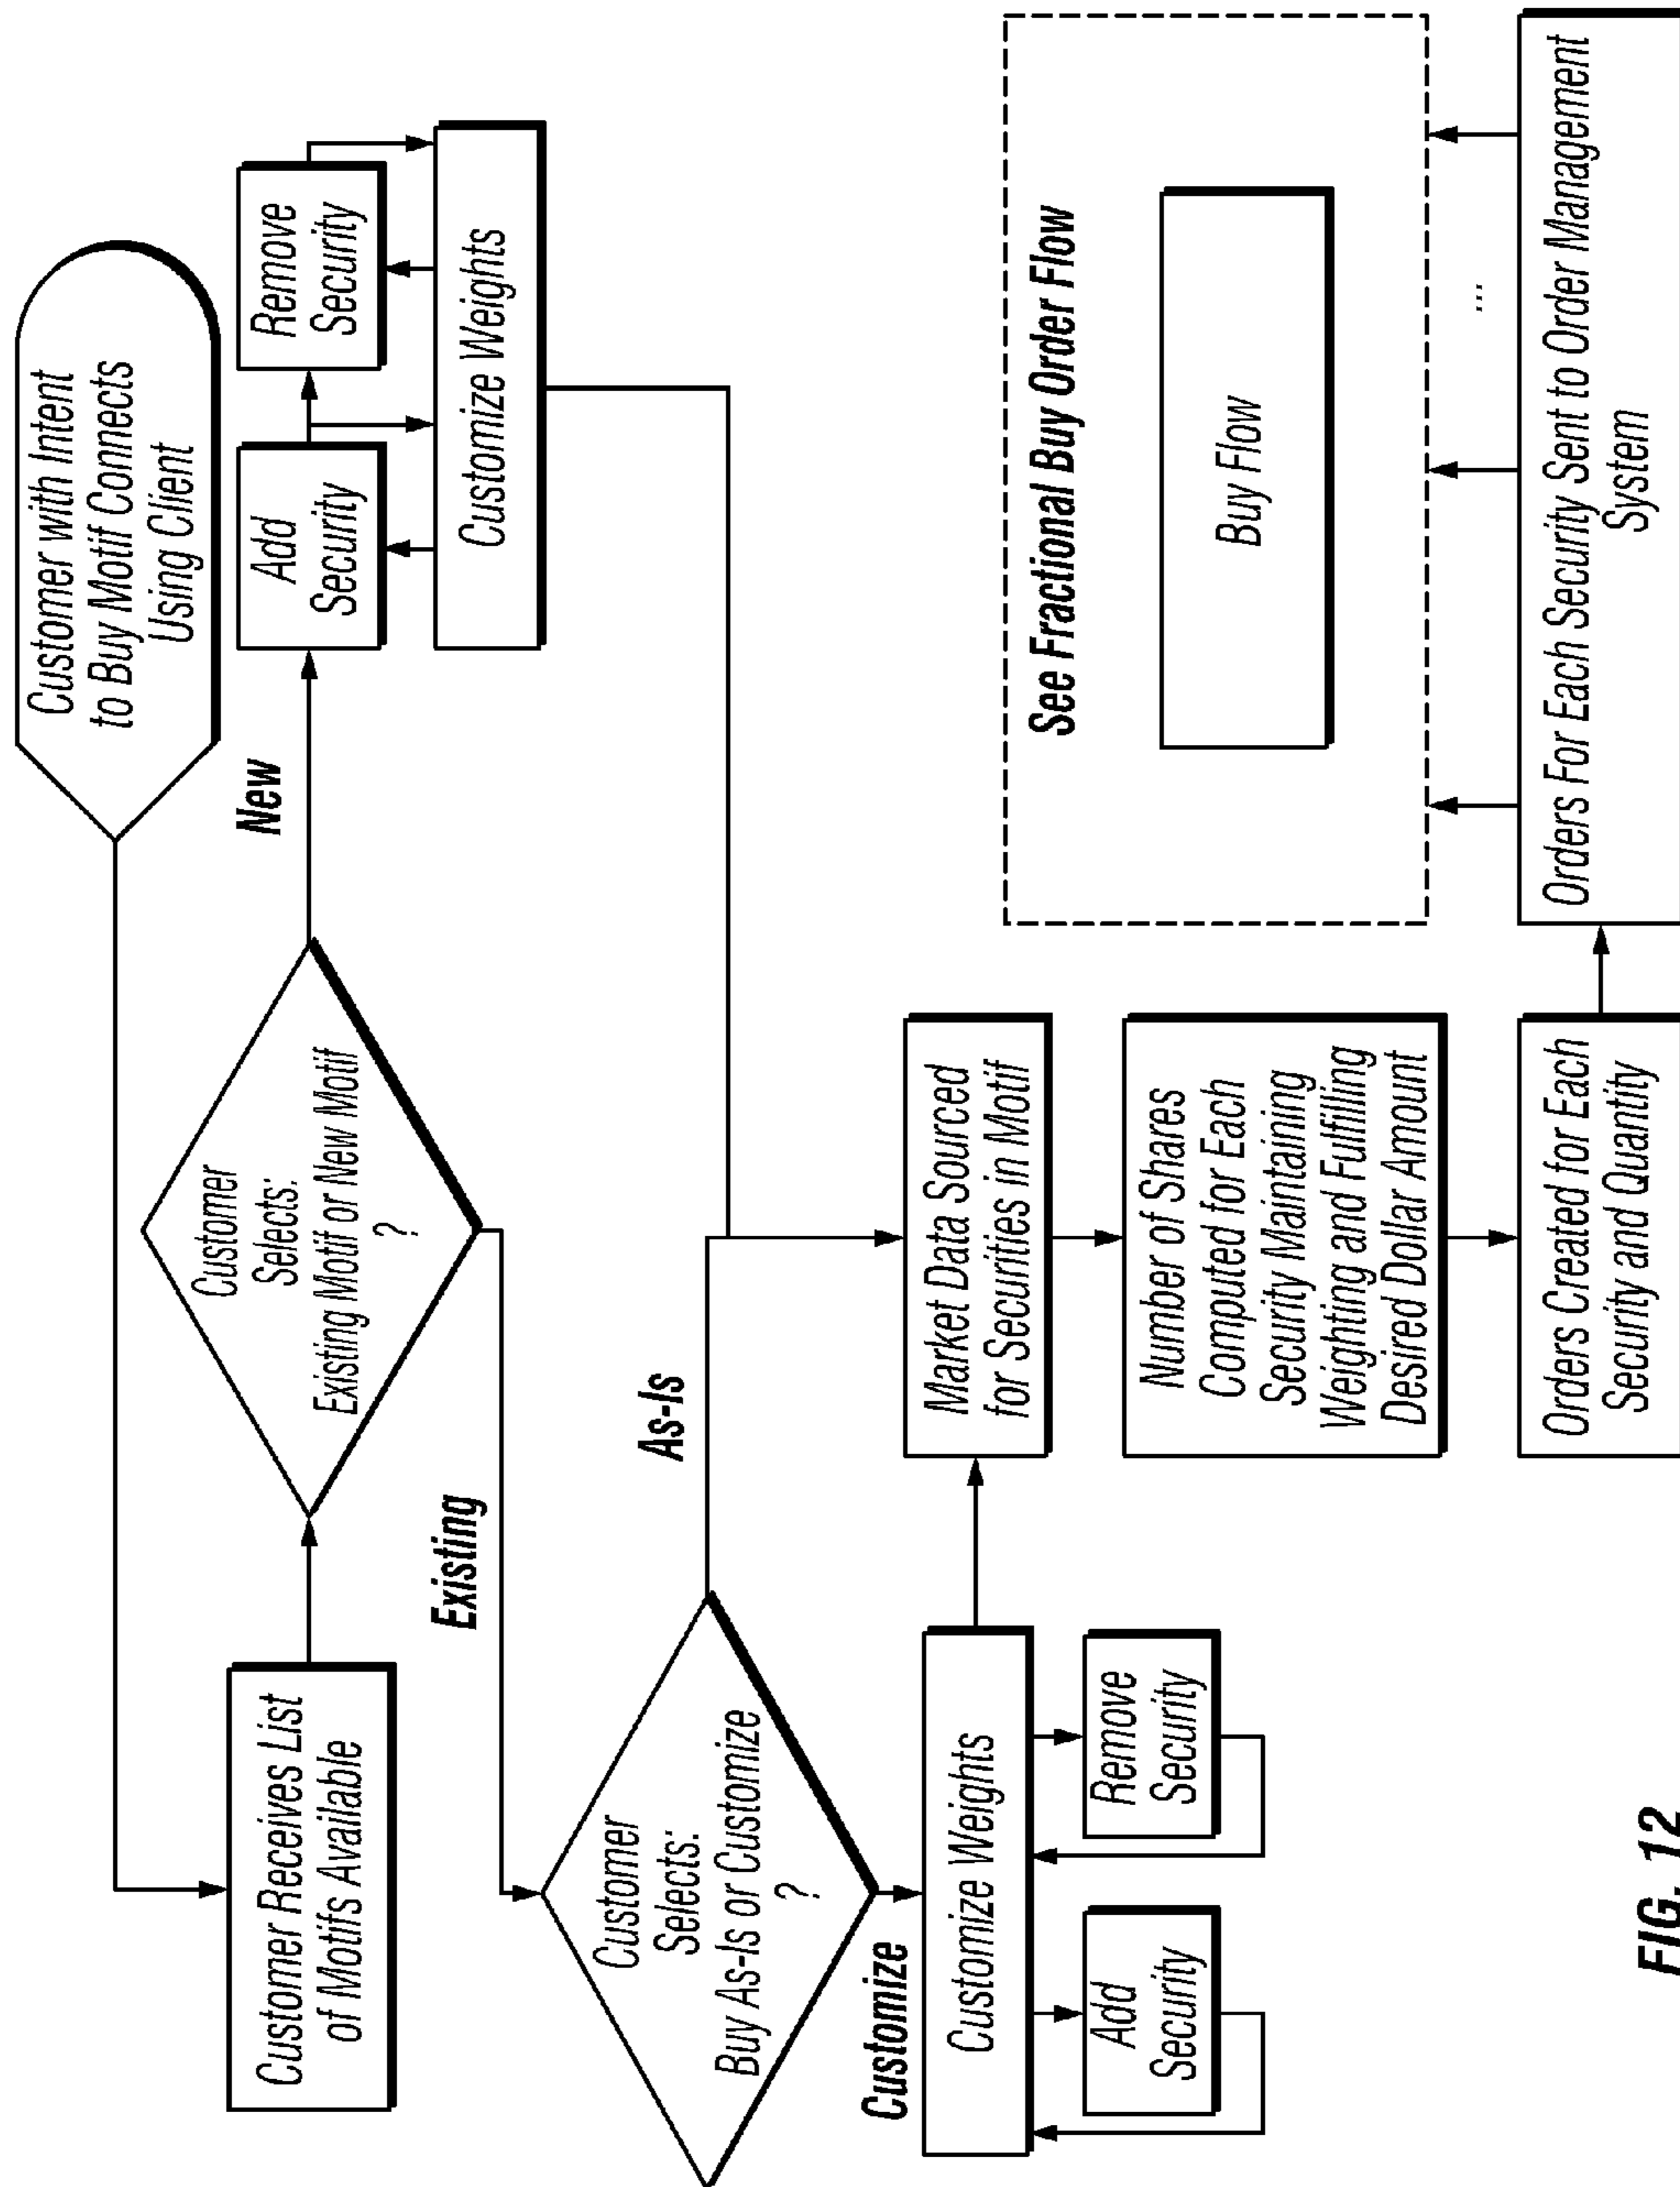 Customer with Intent
to Buy Motif Connects
Using Client
Customer Receives List
of Motifs Available
Customer
Selects:
Existing Motif or New Motif
?
New
Add
Security
Remove
Security
Customize Weights
Existing
Customer
Selects:
Buy As-Is or Customize
?
As-Is
Customize
Customize Weights
Add
Security
Remove
Security
Market Data Sourced
for Securities in Motif
Number of Shares
Computed for Each
Security Maintaining
Weighting and Fulfilling
Desired Dollar Amount
Orders Created for Each
Security and Quantity
See Fractional Buy Order Flow
Buy Flow
...
Orders For Each Security Sent to Order Management
System
FIG. 12